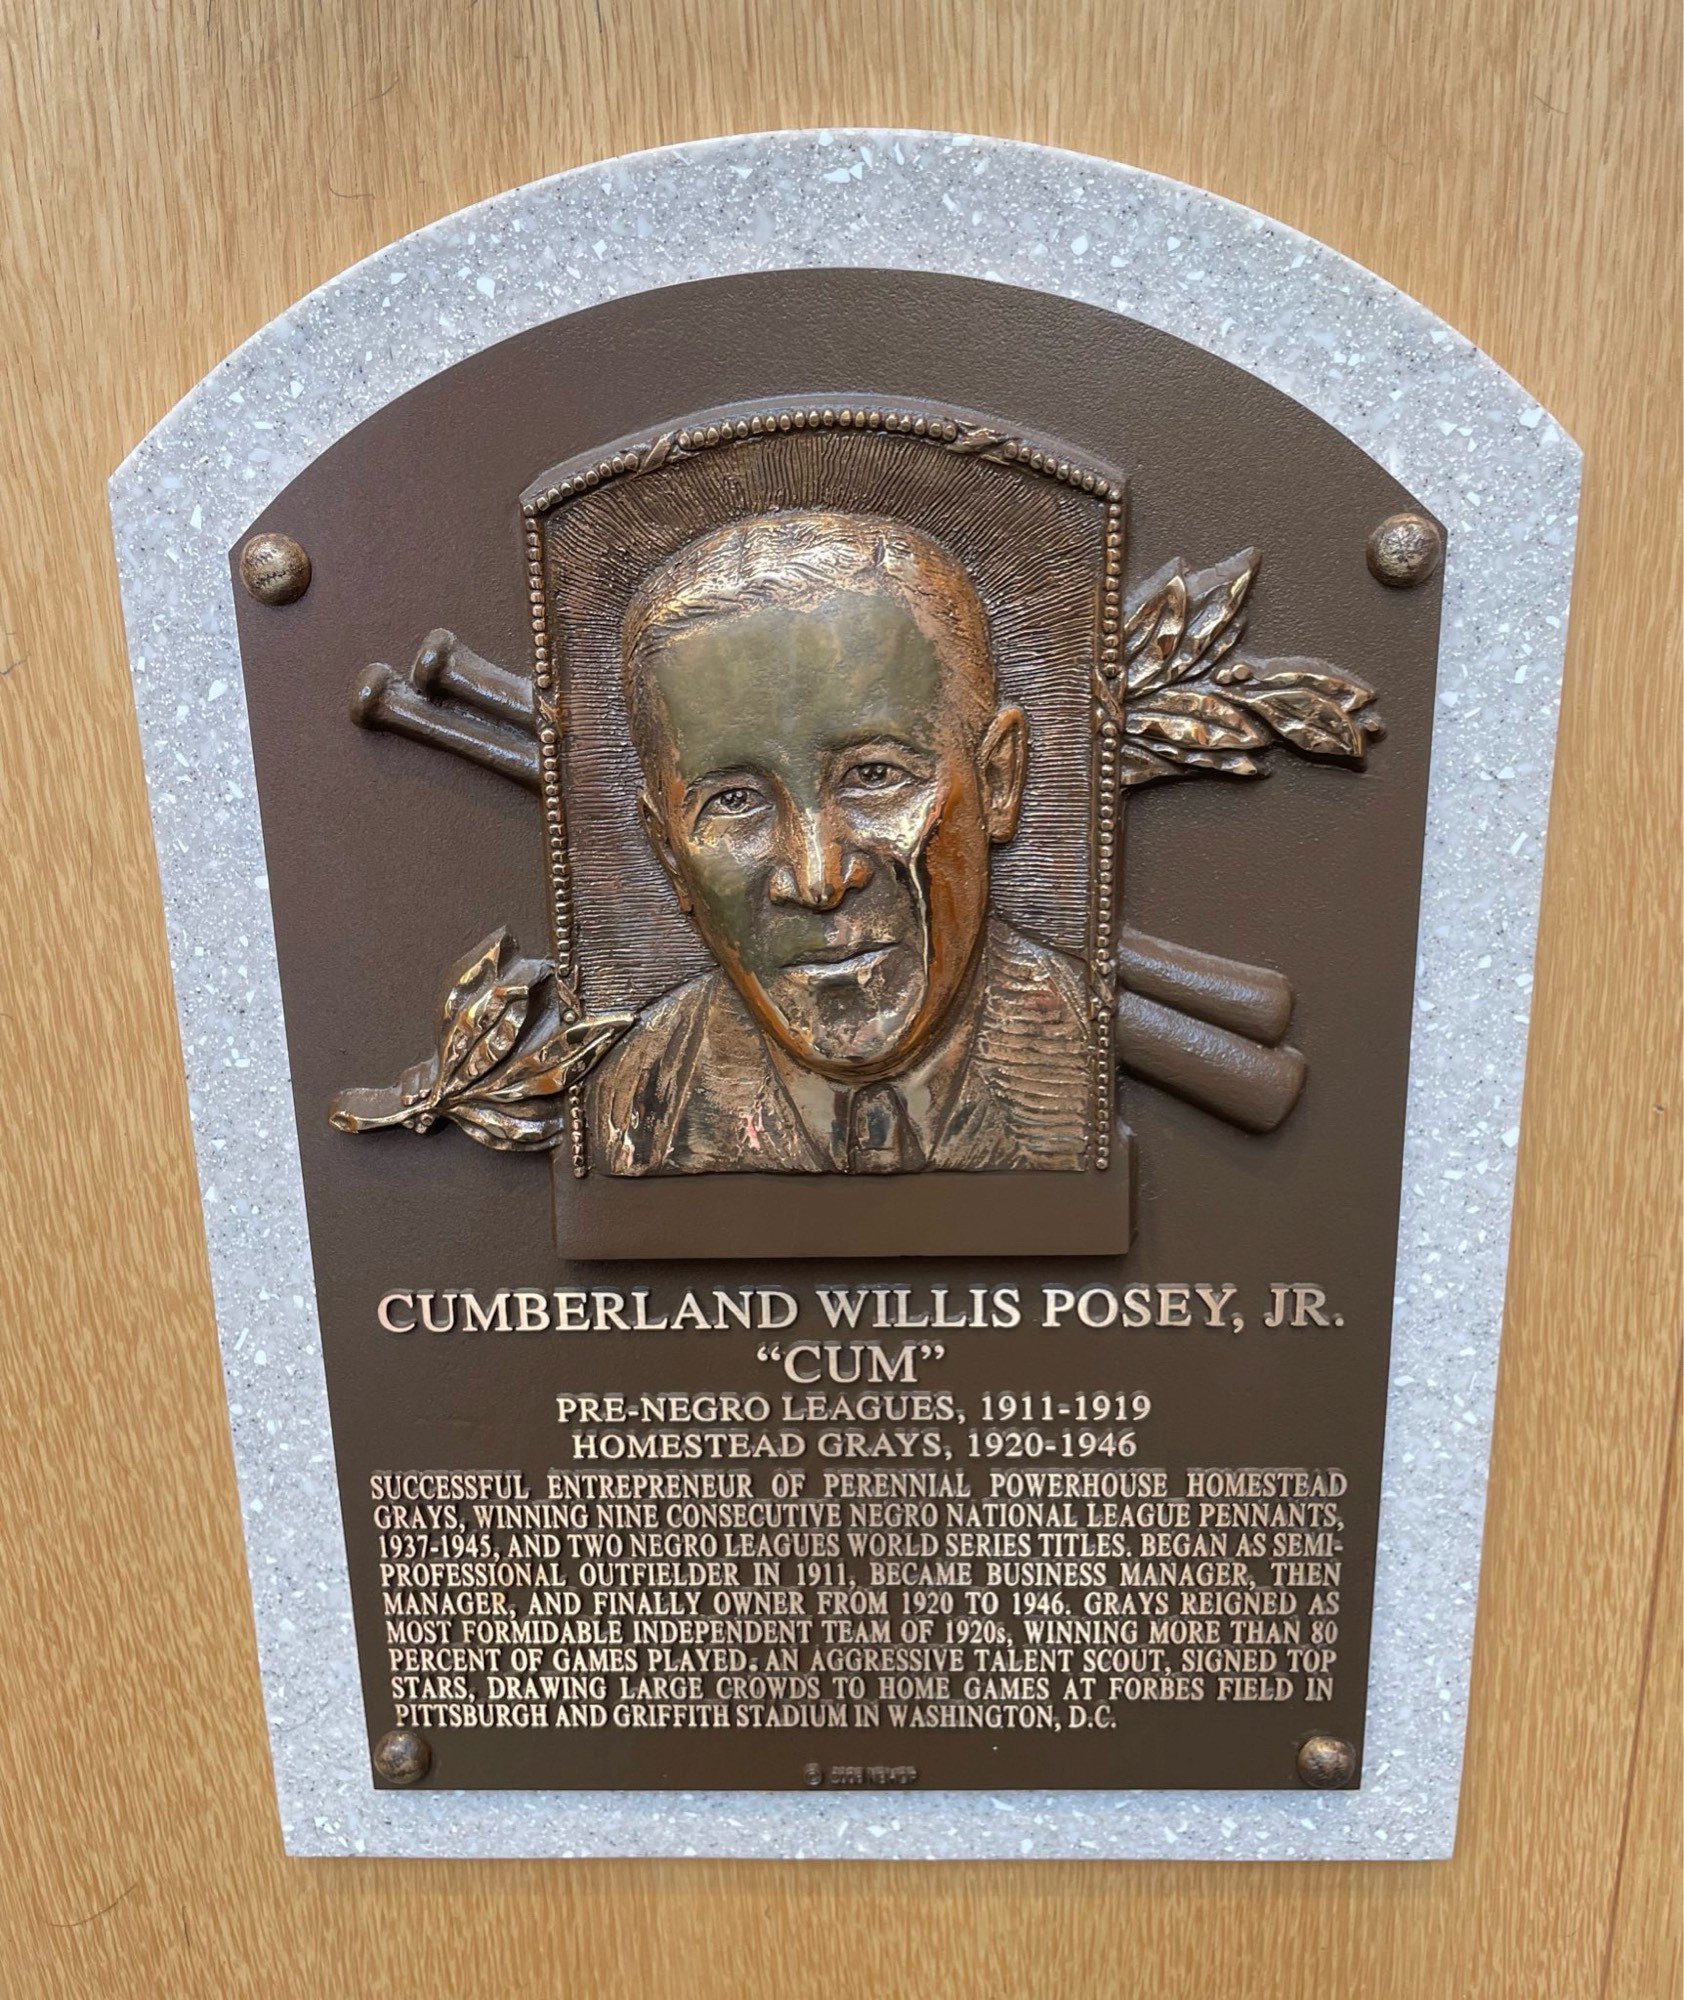 CUMBERLAND WILLIS POSEY, JR.
“CUM”
PRE-NEGRO LEAGUES, 1911-1919
HOMESTEAD GRAYS, 1920-1946
SUCCESSFUL ENTREPRENEUR OF PERENNIAL POWERHOUSE HOMESTEAD
GRAYS, WINNING NINE CONSECUTIVE NEGRO NATIONAL LEAGUE PENNANTS,
1937-1945, AND TWO NEGRO LEAGUES WORLD SERIES TITLES. BEGAN AS SEMI-
PROFESSIONAL OUTFIELDER IN 1911, BECAME BUSINESS MANAGER, THEN
MANAGER, AND FINALLY OWNER FROM 1920 TO 1946. GRAYS REIGNED AS
MOST FORMIDABLE INDEPENDENT TEAM OF 1920s, WINNING MORE THAN 80
PERCENT OF GAMES PLAYED. AN AGGRESSIVE TALENT SCOUT, SIGNED TOP
STARS, DRAWING LARGE CROWDS TO HOME GAMES AT FORBES FIELD IN
PITTSBURGH AND GRIFFITH STADIUM IN WASHINGTON, D.C.
©